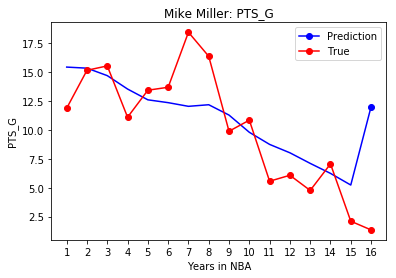 Mike Miller: PTS_G
Prediction
True
17.5
15.0
12.5
10.0
7.5
5.0
2.5
PTS_G
1 2 3 4 5 6 7 8 9 10 11 12 13 14 15 16
Years in NBA